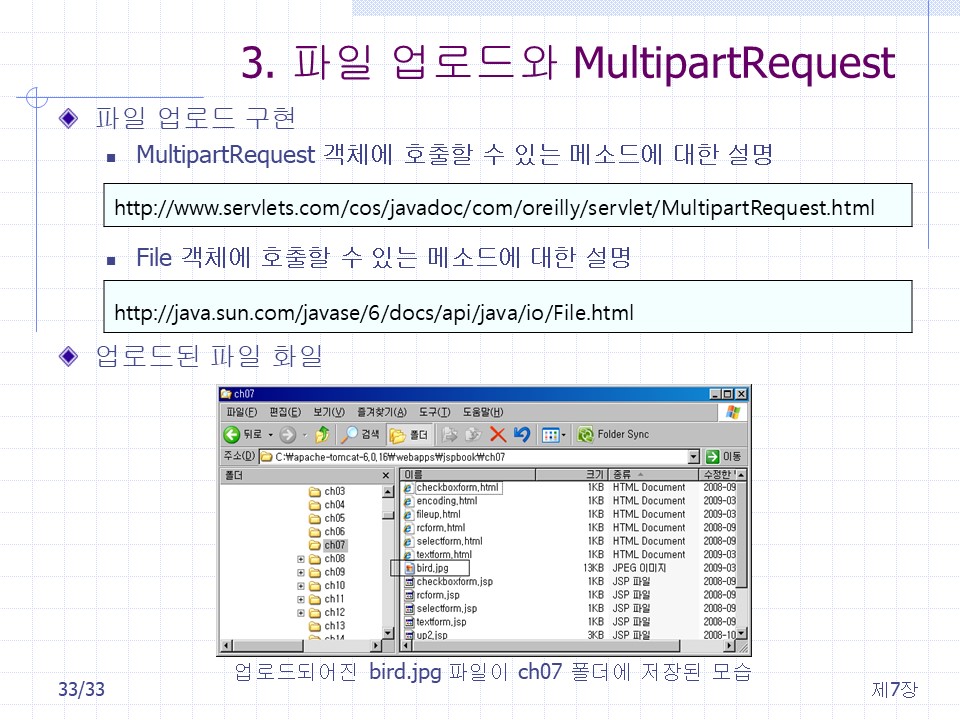 3. 파일 업로드와 MultipartRequest
파일 업로드 구현
MultipartRequest 객체에 호출할 수 있는 메소드에 대한 설명
http://www.servlets.com/cos/javadoc/com/oreilly/servlet/MultipartRequest.html
File 객체에 호출할 수 있는 메소드에 대한 설명
http://java.sun.com/javase/6/docs/api/java/io/File.html
업로드된 파일 화일
ch07
파일(F) 편집(E) 보기(V) 즐겨찾기(A) 도구(T) 도움말(H)
뒤로 검색 폴더 Folder Sync
주소(D) C:₩apache-tomcat-6,0,16₩webapps₩jspbook₩ch07 이동
폴더
ch03
ch04
ch05
ch06
ch07
ch08
ch09
ch10
ch11
ch12
ch13
ch14
이름 크기 종류 수정한
checkboxform,html 1KB HTML Document 2008-09
encoding,html 1KB HTML Document 2009-03
fileup,html 1KB HTML Document 2009-03
rcform,html 1KB HTML Document 2008-09
selectform,html 1KB HTML Document 2008-09
textform,html 1KB HTML Document 2009-03
bird,jpg 13KB JPEG 이미지 2009-03
checkboxform,jsp 1KB JSP 파일 2008-09
rcform,jsp 1KB JSP 파일 2008-09
selectform,jsp 1KB JSP 파일 2008-09
textform,jsp 1KB JSP 파일 2008-09
up2,jsp 3KB JSP 파일 2008-10
업로드되어진 bird.jpg 파일이 ch07 폴더에 저장된 모습
33/33
제7장